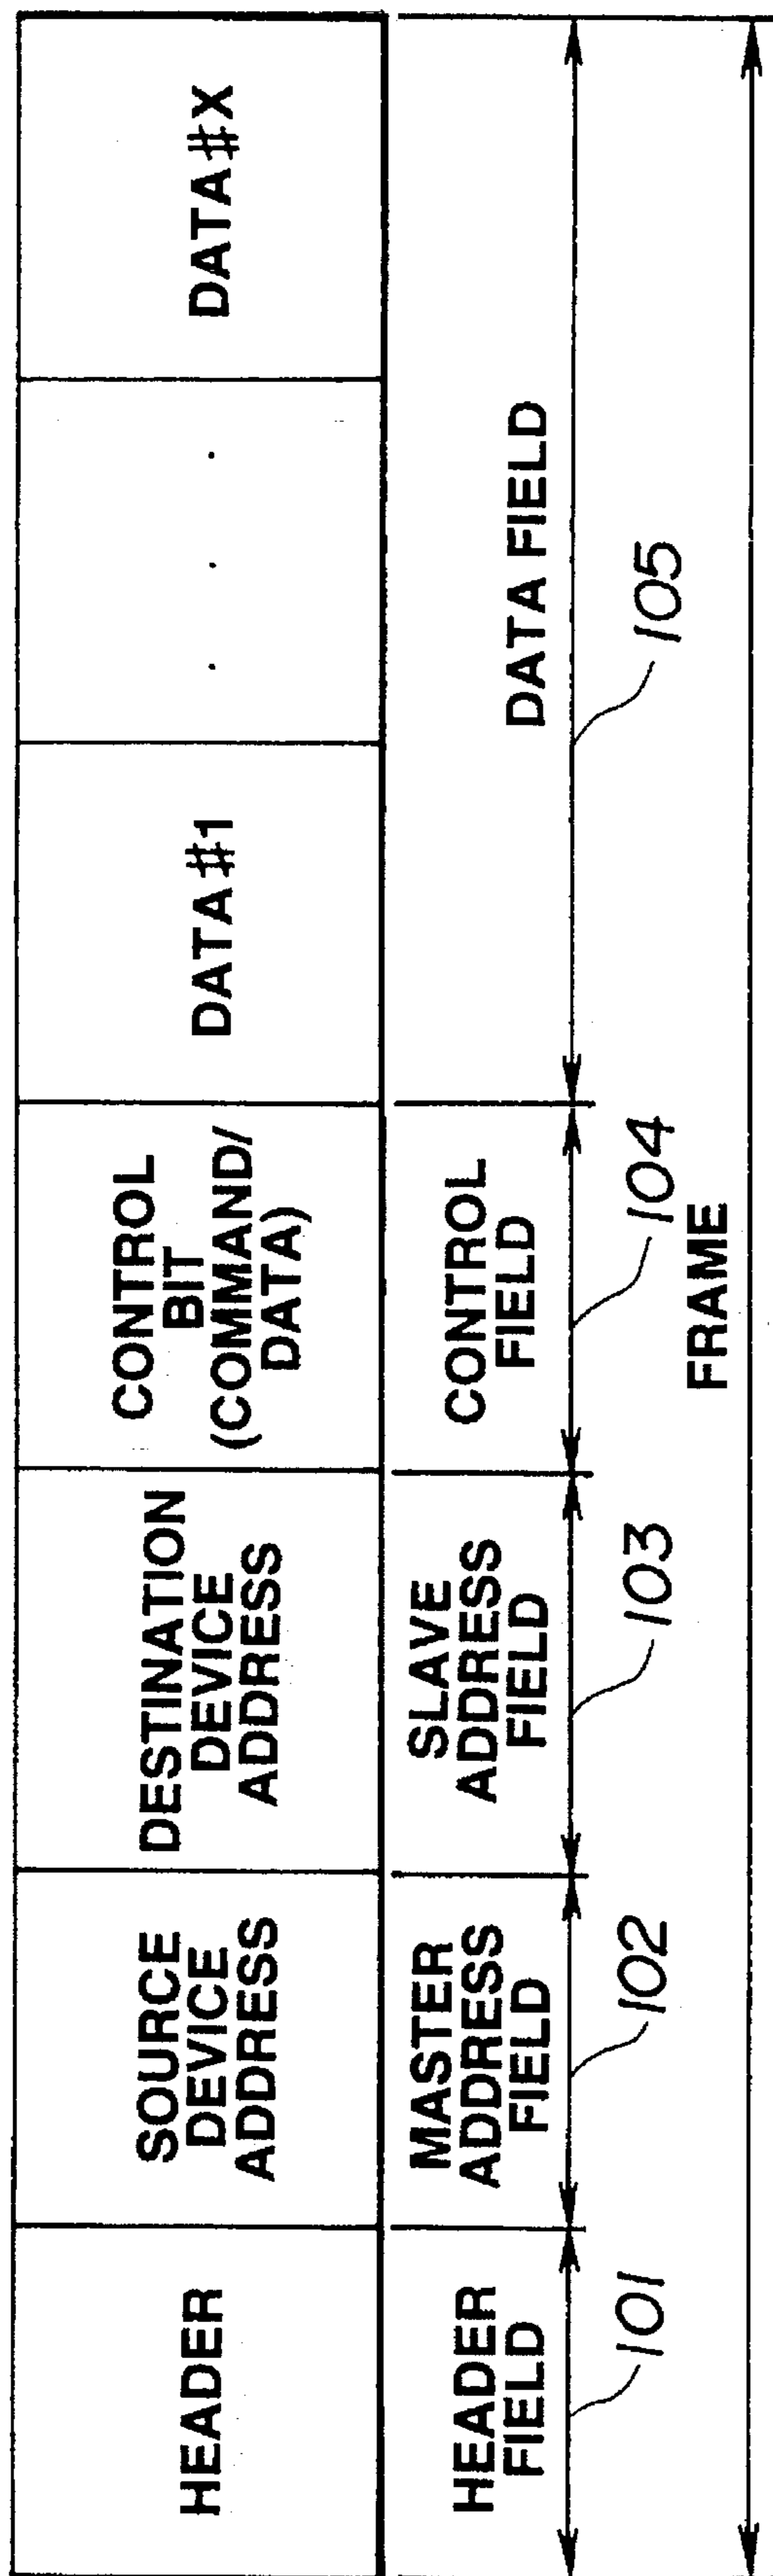 HEADER
SOURCE
DEVICE
ADDRESS
DESTINATION
DEVICE
ADDRESS
CONTROL
BIT
(COMMAND/
DATA)
DATA#1
. . .
DATA#X
HEADER
FIELD
MASTER
ADDRESS
FIELD
SLAVE
ADDRESS
FIELD
CONTROL
FIELD
DATA FIELD
101
102
103
104
105
FRAME